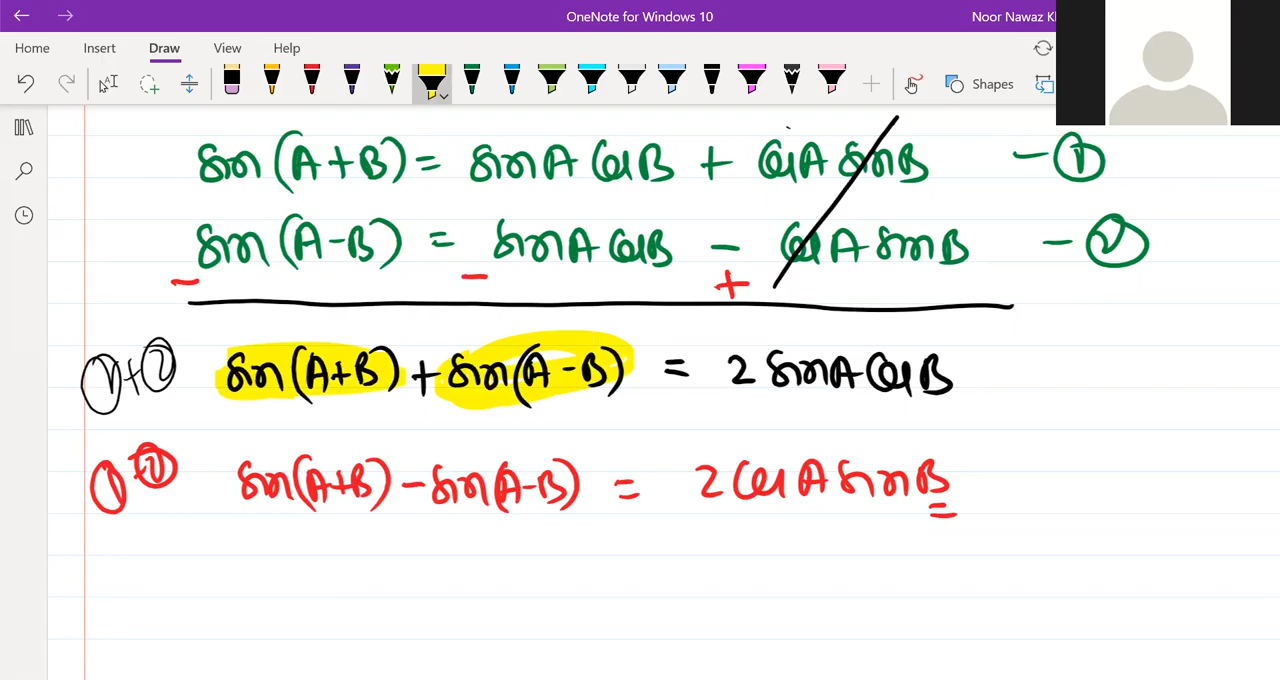 OneNote for Windows 10
Noor Nawaz Kh
Home Insert Draw View Help
Shapes
sin(A+B) = sinA cosB + cosA sinB - ①
sin(A-B) = sinA cosB - cosA sinB - ②
- - +
①+② sin(A+B) + sin(A-B) = 2 sinA cosB
①-② sin(A+B) - sin(A-B) = 2 cosA sinB